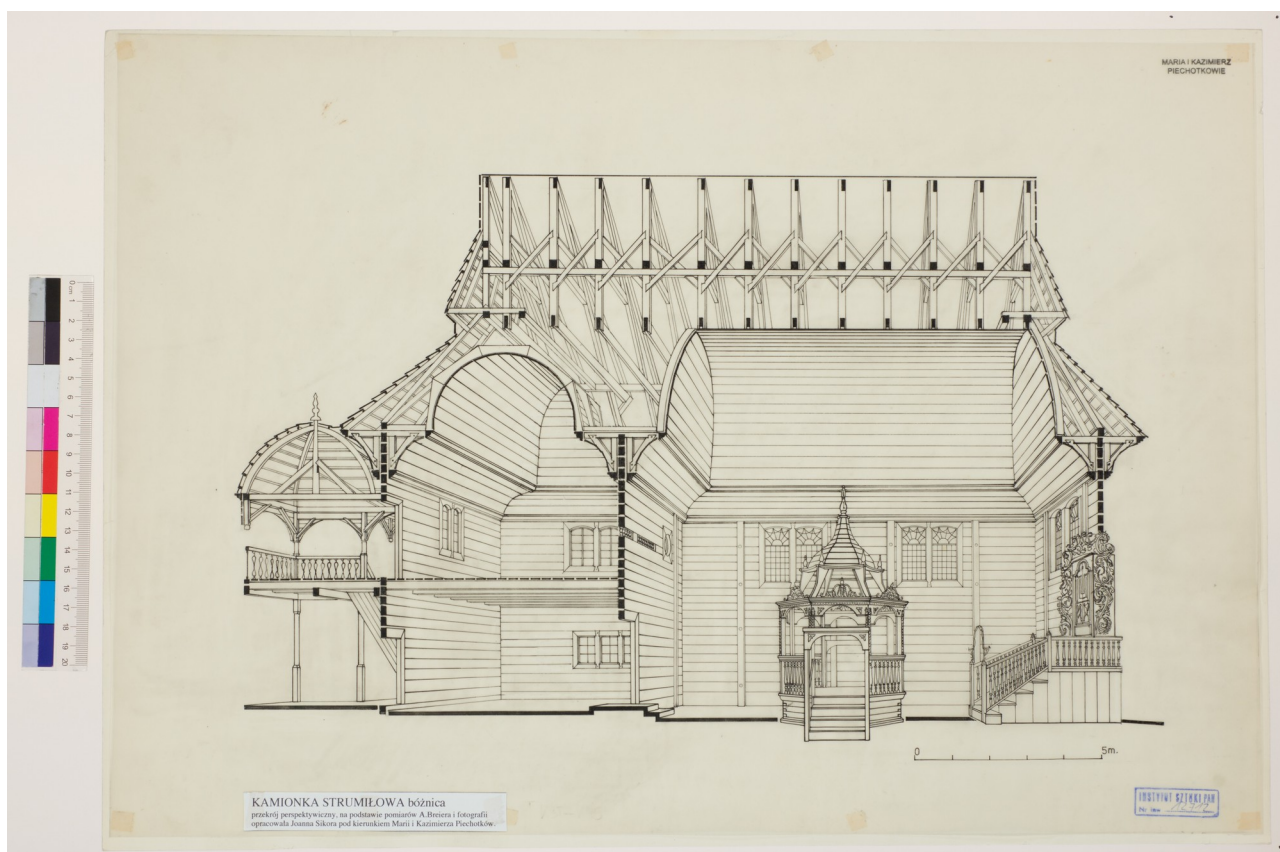 MARIA I KAZIMIERZ
PIECHOTKOWIE
0 cm 1 2 3 4 5 6 7 8 9 10 11 12 13 14 15 16 17 18 19 20
0 5m.
KAMIONKA STRUMIŁOWA bóżnica
przekrój perspektywiczny, na podstawie pomiarów A.Breiera i fotografii
opracowała Joanna Sikora pod kierunkiem Marii i Kazimierza Piechotków.
INSTYTUT SZTUKI PAN